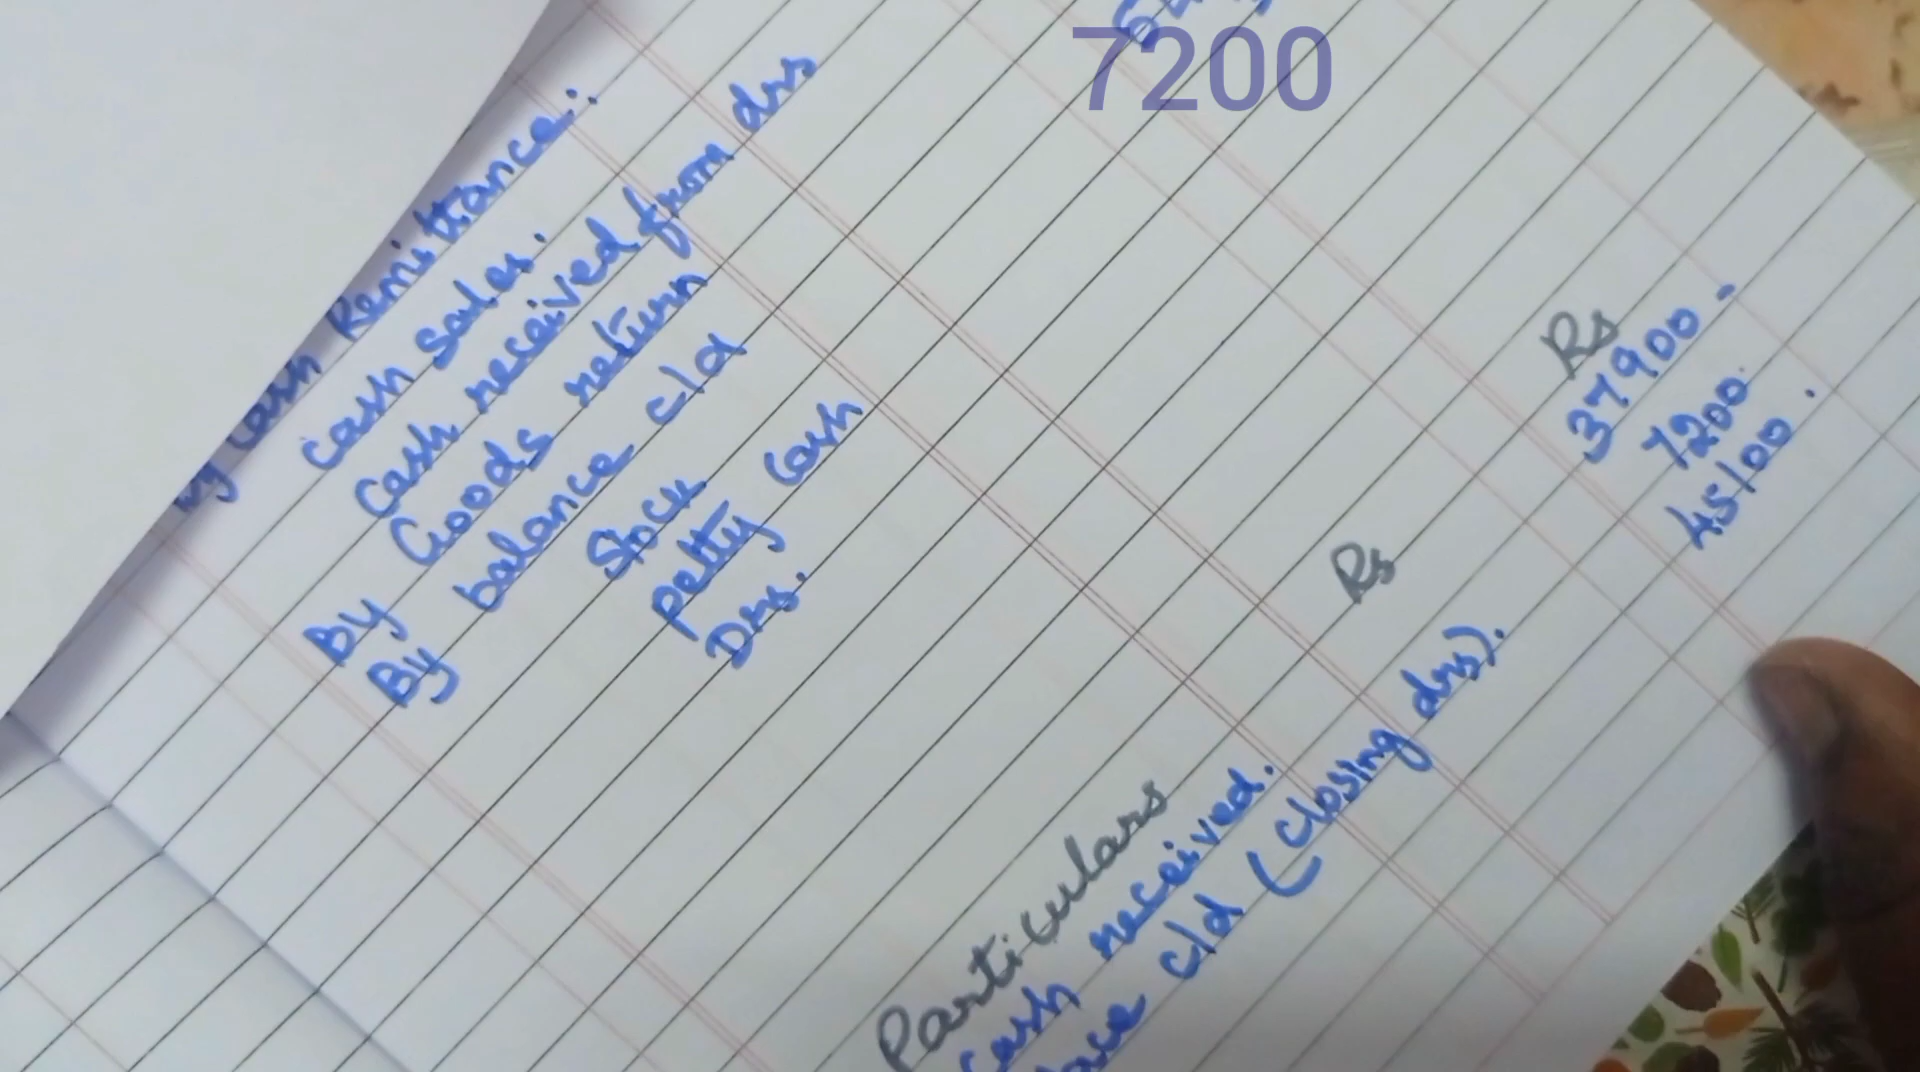 7200
By Cash Remittance:
Cash sales.
Cash received from drs
By Goods return
By balance c/d
Stock
Petty Cash
Drs.
Particulars Rs Rs
Cash received. 37900
c/d (closing drs). 7200
45100